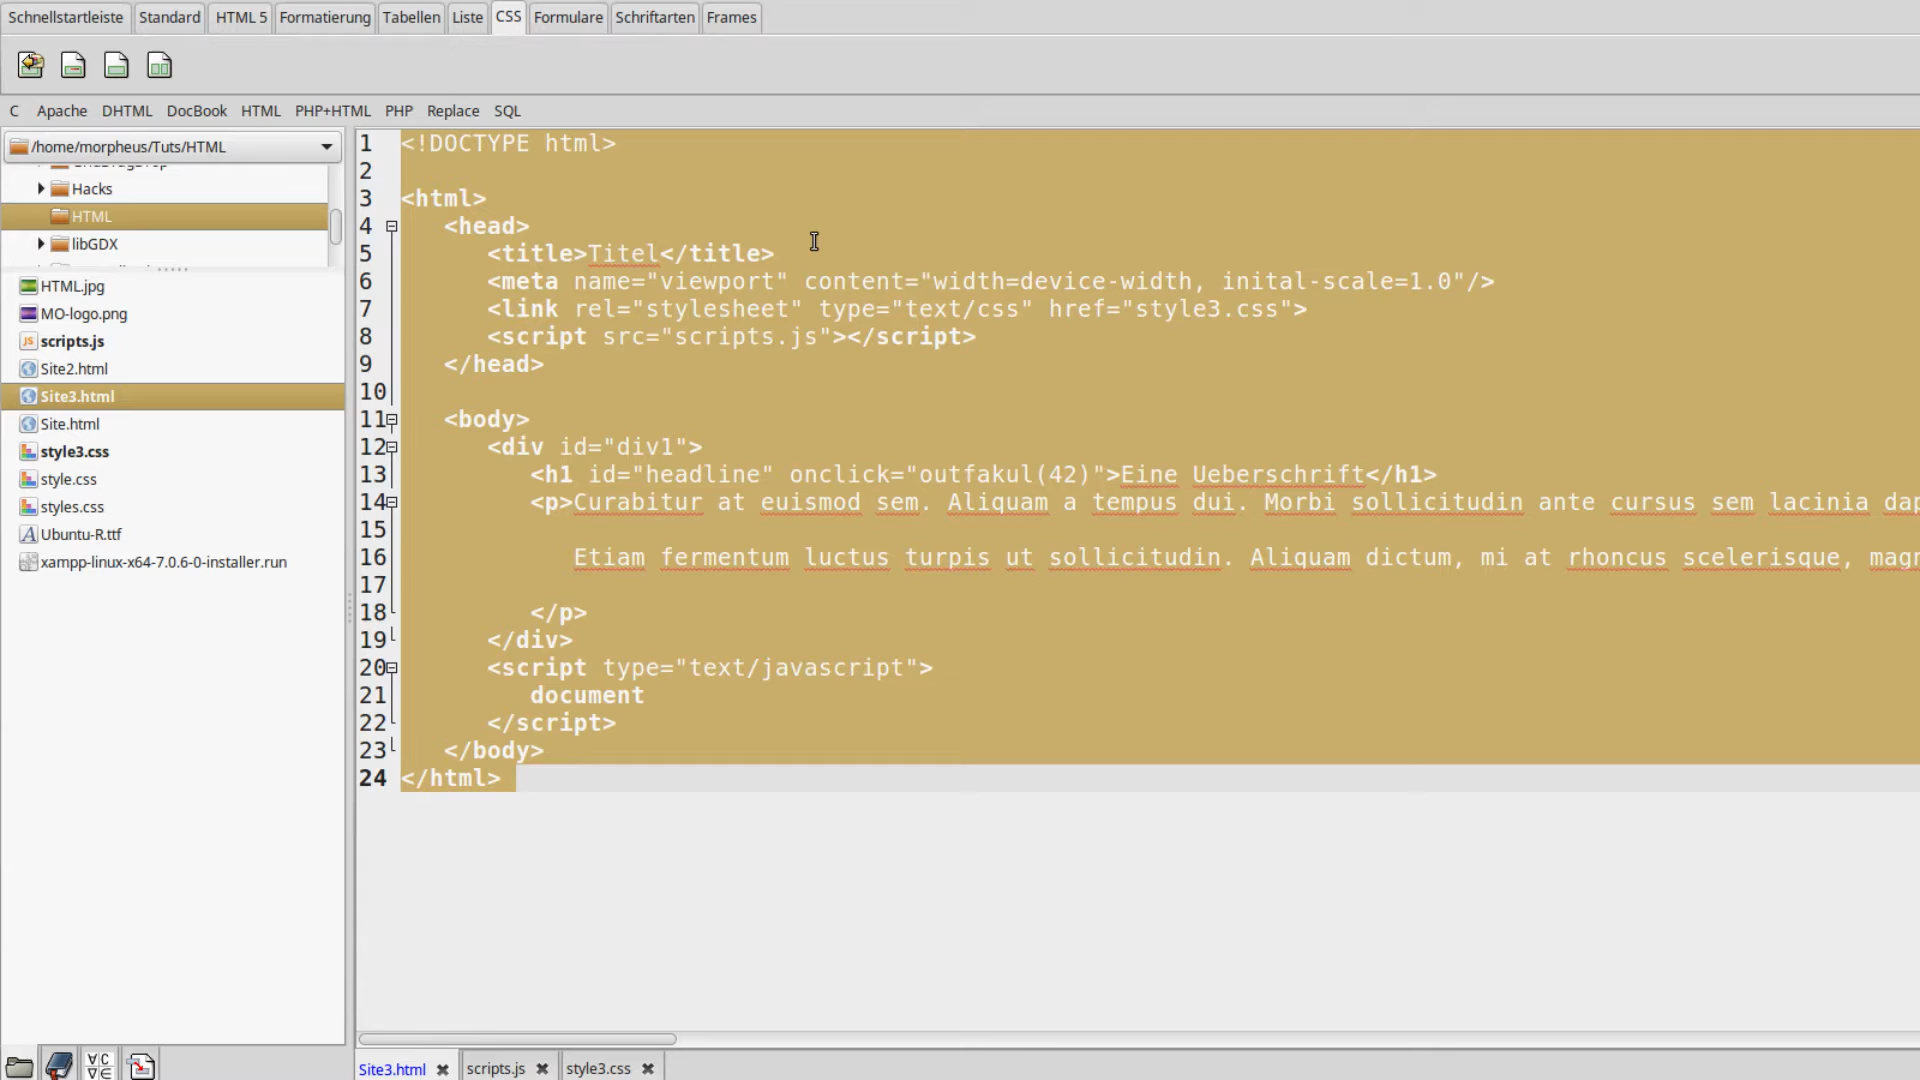 Schnellstartleiste Standard HTML 5 Formatierung Tabellen Liste CSS Formulare Schriftarten Frames
C Apache DHTML DocBook HTML PHP+HTML PHP Replace SQL
/home/morpheus/Tuts/HTML
Hacks
HTML
libGDX
HTML.jpg
MO-logo.png
scripts.js
Site2.html
Site3.html
Site.html
style3.css
style.css
styles.css
Ubuntu-R.ttf
xampp-linux-x64-7.0.6-0-installer.run
1 <!DOCTYPE html>
2
3 <html>
4 <head>
5 <title>Titel</title>
6 <meta name="viewport" content="width=device-width, inital-scale=1.0"/>
7 <link rel="stylesheet" type="text/css" href="style3.css">
8 <script src="scripts.js"></script>
9 </head>
10
11 <body>
12 <div id="div1">
13 <h1 id="headline" onclick="outfakul(42)">Eine Ueberschrift</h1>
14 <p>Curabitur at euismod sem. Aliquam a tempus dui. Morbi sollicitudin ante cursus sem lacinia dap
15
16 Etiam fermentum luctus turpis ut sollicitudin. Aliquam dictum, mi at rhoncus scelerisque, magn
17
18 </p>
19 </div>
20 <script type="text/javascript">
21 document
22 </script>
23 </body>
24 </html>
Site3.html scripts.js style3.css